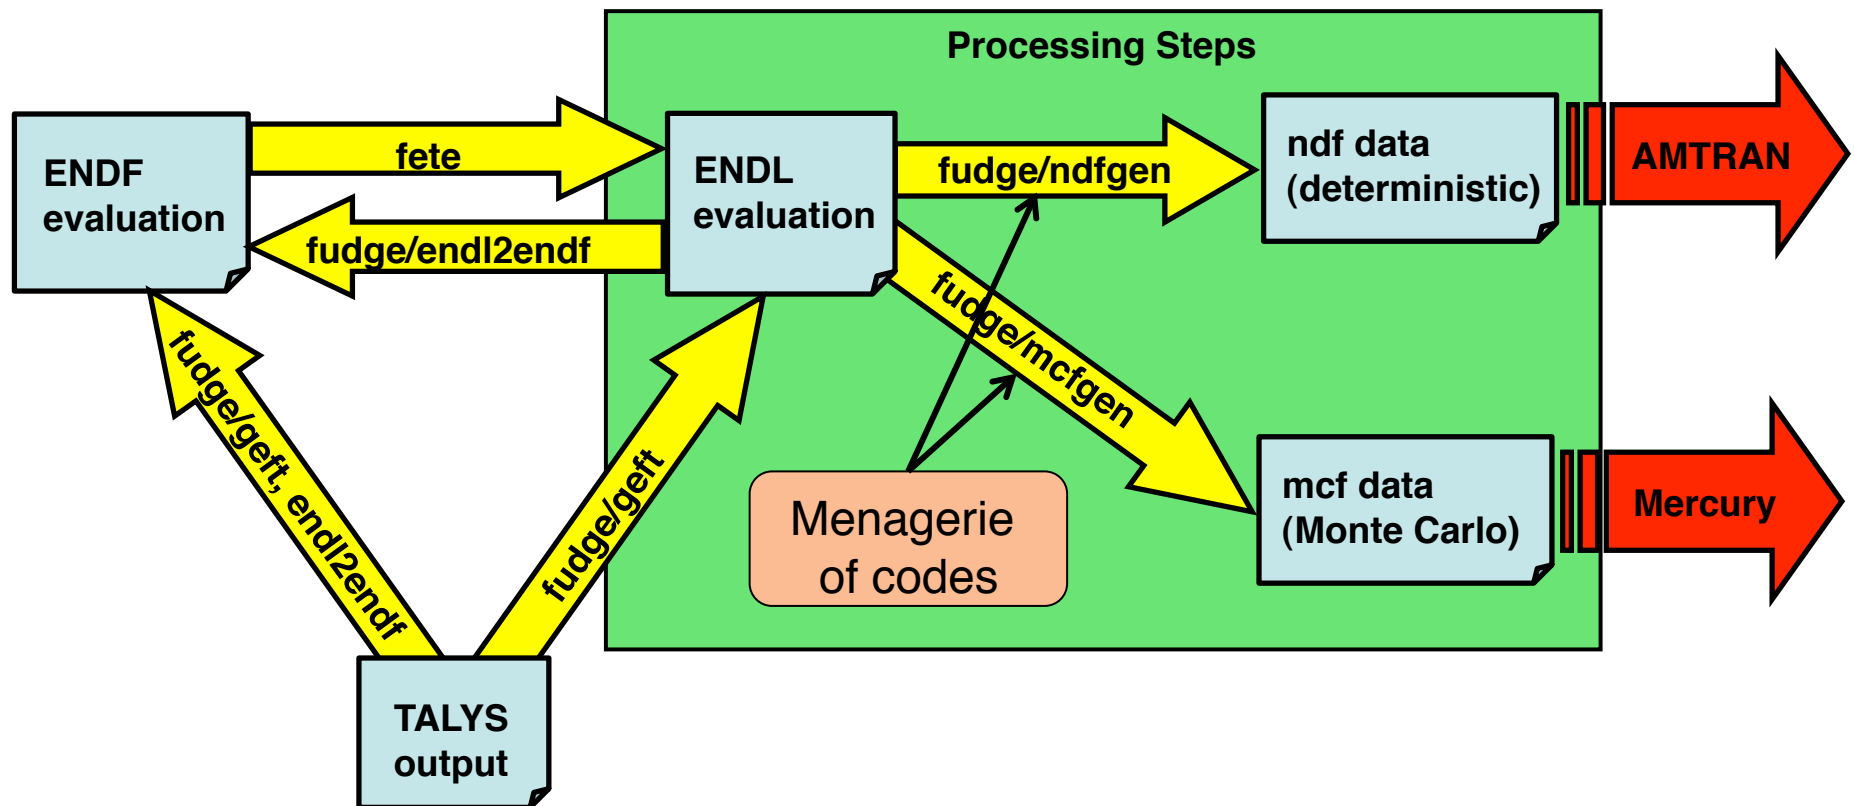 Processing Steps
ENDF
evaluation
fete
fudge/endl2endf
ENDL
evaluation
fudge/ndfgen
ndf data
(deterministic)
AMTRAN
fudge/mcfgen
mcf data
(Monte Carlo)
Mercury
Menagerie
of codes
fudge/geft, endl2endf
fudge/geft
TALYS
output